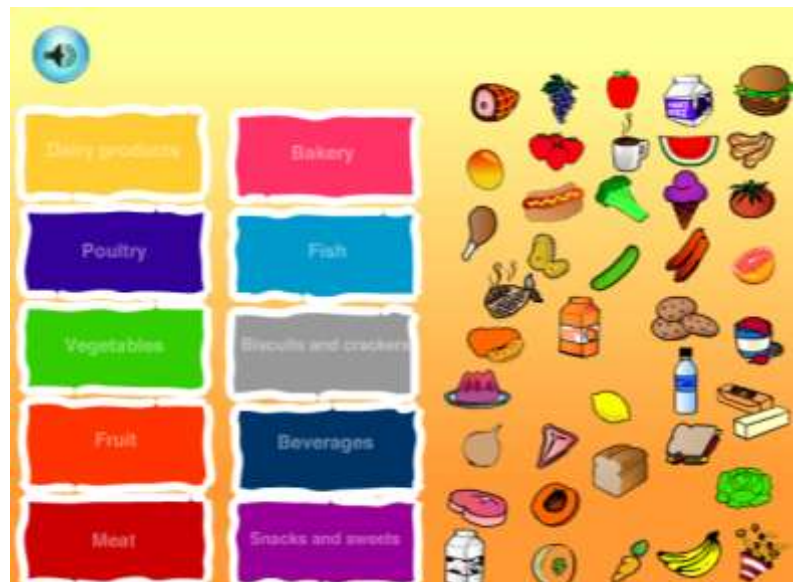 Dairy products
Bakery
Poultry
Fish
Vegetables
Biscuits and crackers
Fruit
Beverages
Meat
Snacks and sweets